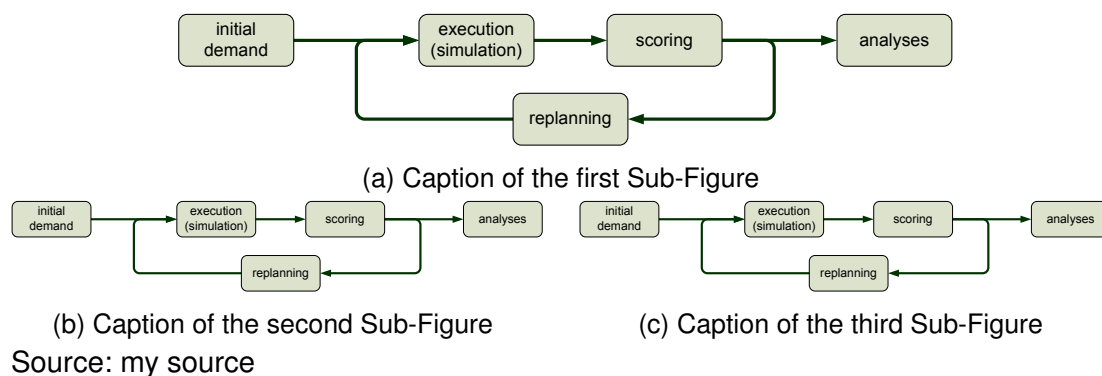 initial
demand
execution
(simulation)
scoring
analyses
replanning
(a) Caption of the first Sub-Figure
initial
demand
execution
(simulation)
scoring
analyses
replanning
(b) Caption of the second Sub-Figure
initial
demand
execution
(simulation)
scoring
analyses
replanning
(c) Caption of the third Sub-Figure
Source: my source